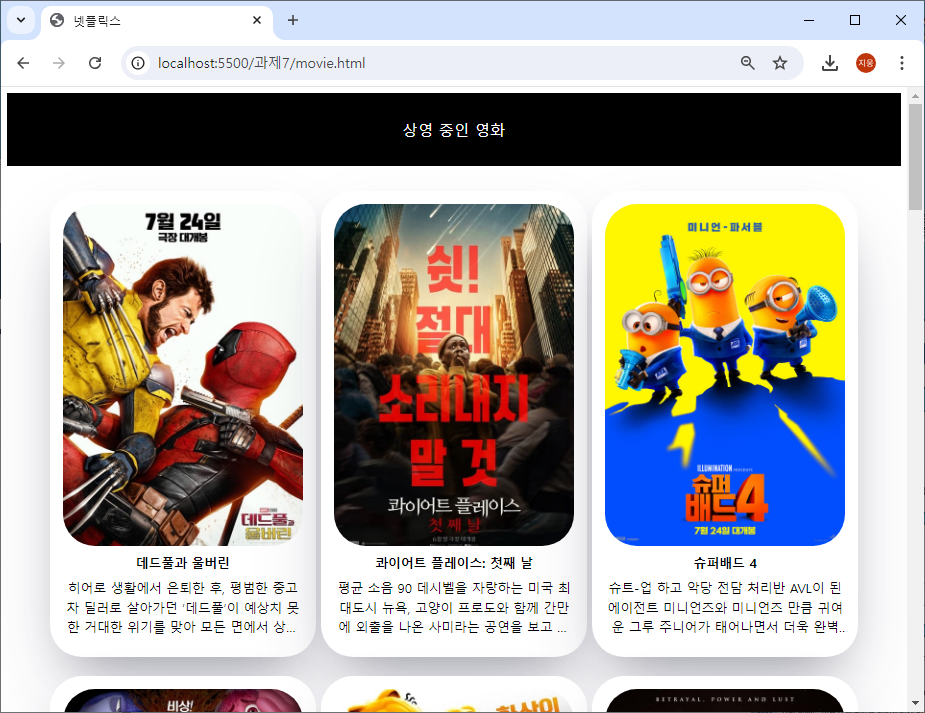 넷플릭스
localhost:5500/과제7/movie.html
지웅
상영 중인 영화
7월 24일
극장 대개봉
데드풀과
울버린
데드풀과 울버린
히어로 생활에서 은퇴한 후, 평범한 중고
자 딜러로 살아가던 '데드풀'이 예상치 못
한 거대한 위기를 맞아 모든 면에서 상...
쉿!
절대
소리내지
말 것
콰이어트 플레이스
첫째 날
콰이어트 플레이스: 첫째 날
평균 소음 90 데시벨을 자랑하는 미국 최
대도시 뉴욕, 고양이 프로도와 함께 간만
에 외출을 나온 사미라는 공연을 보고 ...
미니언-파서블
ILLUMINATION PRESENTS
슈퍼
배드4
7월 24일 대개봉
슈퍼배드 4
슈트-업 하고 악당 전담 처리반 AVL이 된
에이전트 미니언즈와 미니언즈 만큼 귀여
운 그루 주니어가 태어나면서 더욱 완벽..
비상!
BETRAYAL, POWER AND LUST